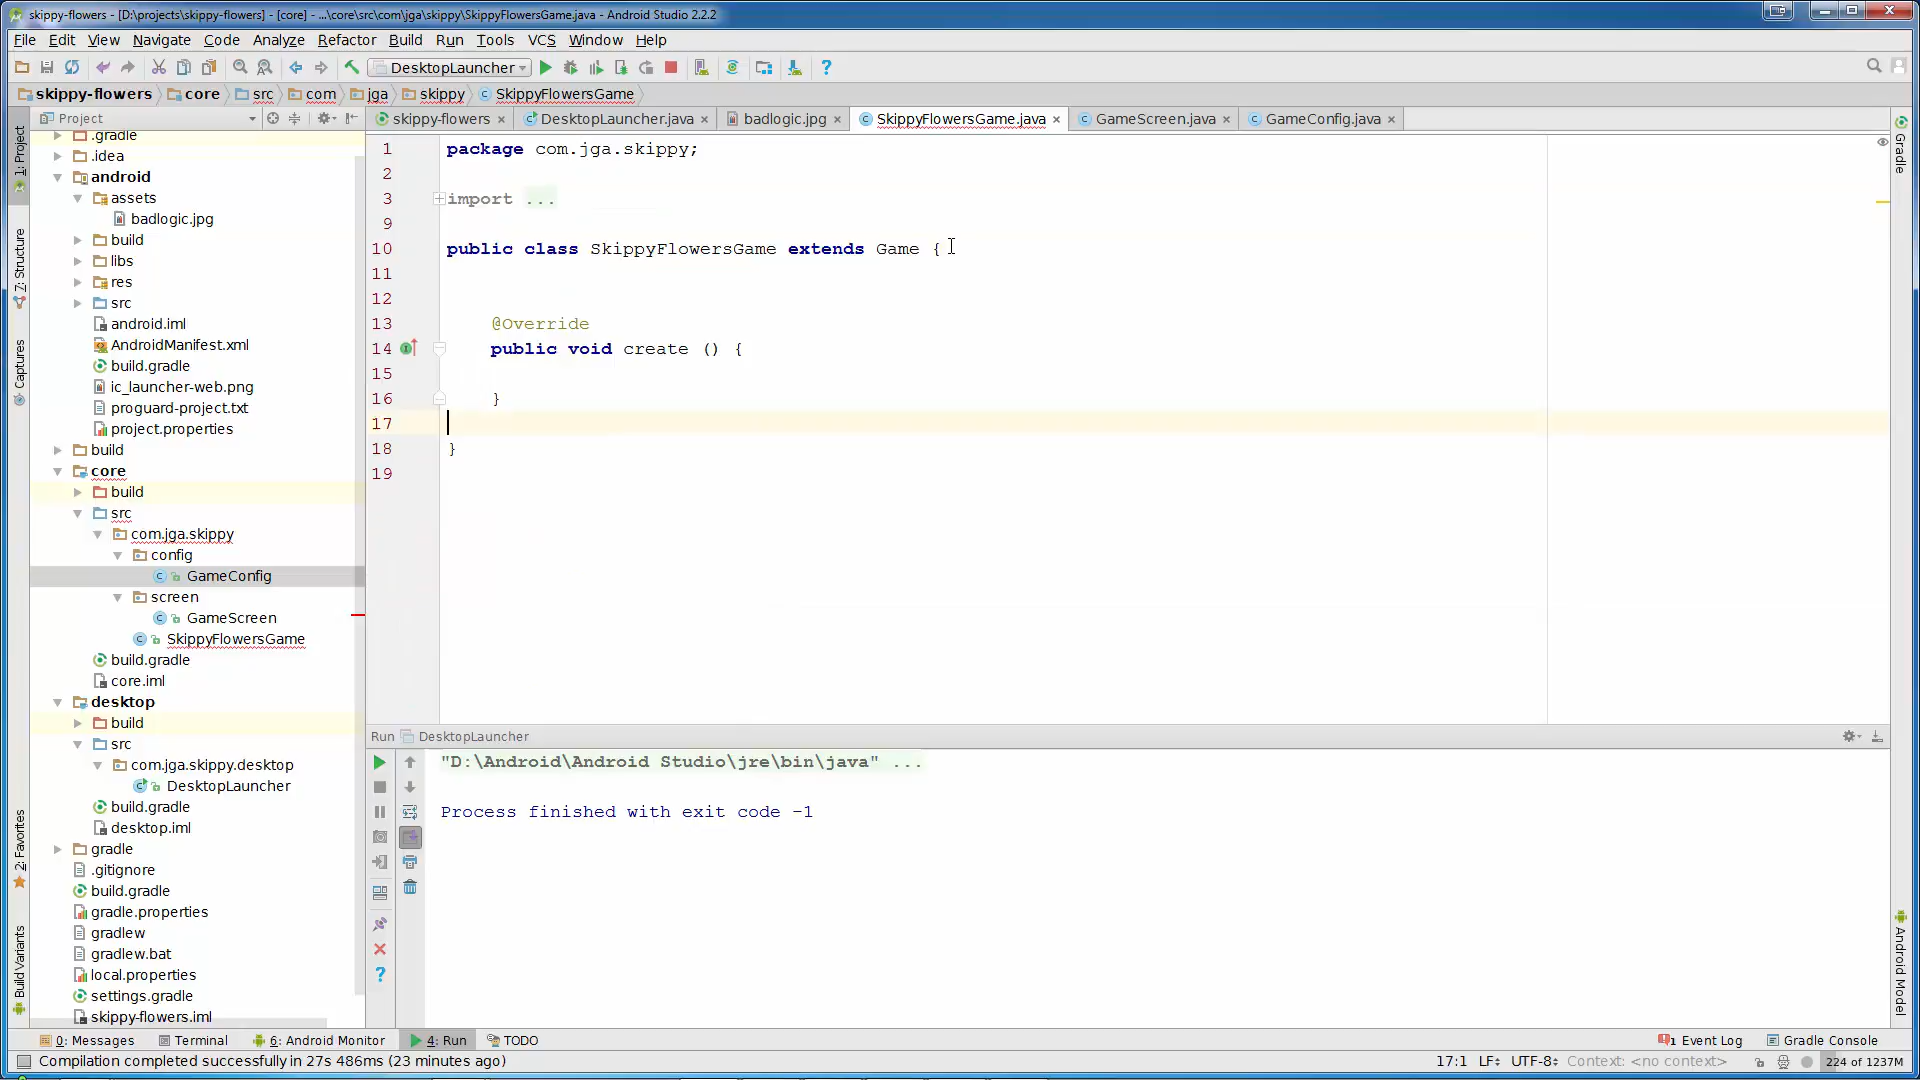 skippy-flowers - [D:\projects\skippy-flowers] - [core] - ...\core\src\com\jga\skippy\SkippyFlowersGame.java - Android Studio 2.2.2
File Edit View Navigate Code Analyze Refactor Build Run Tools VCS Window Help
DesktopLauncher
skippy-flowers core src com jga skippy SkippyFlowersGame
Project
skippy-flowers DesktopLauncher.java badlogic.jpg SkippyFlowersGame.java GameScreen.java GameConfig.java
1: Project
7: Structure
Captures
2: Favorites
Build Variants
.gradle
.idea
android
assets
badlogic.jpg
build
libs
res
src
android.iml
AndroidManifest.xml
build.gradle
ic_launcher-web.png
proguard-project.txt
project.properties
build
core
build
src
com.jga.skippy
config
GameConfig
screen
GameScreen
SkippyFlowersGame
build.gradle
core.iml
desktop
build
src
com.jga.skippy.desktop
DesktopLauncher
build.gradle
desktop.iml
gradle
.gitignore
build.gradle
gradle.properties
gradlew
gradlew.bat
local.properties
settings.gradle
skippy-flowers.iml
1 package com.jga.skippy;
2
3 import ...
9
10 public class SkippyFlowersGame extends Game {
11
12
13 @Override
14 public void create () {
15
16 }
17
18 }
19
Gradle
Android Model
Run DesktopLauncher
"D:\Android\Android Studio\jre\bin\java" ...
Process finished with exit code -1
0: Messages Terminal 6: Android Monitor 4: Run TODO
1 Event Log Gradle Console
Compilation completed successfully in 27s 486ms (23 minutes ago)
17:1 LF UTF-8 Context: <no context> 224 of 1237M